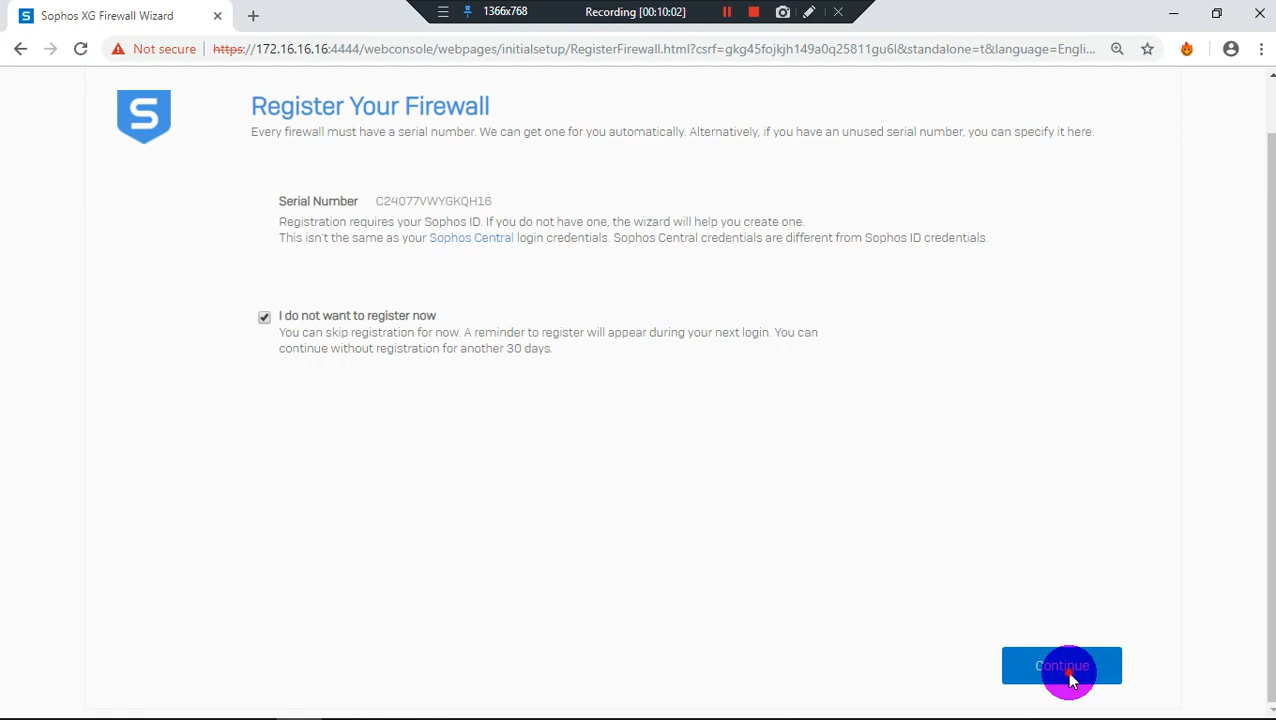 Sophos XG Firewall Wizard
1366x768
Recording [00:10:02]
Not secure
https://172.16.16.16:4444/webconsole/webpages/initialsetup/RegisterFirewall.html?csrf=gkg45fojkjh149a0q25811gu6l&standalone=t&language=Engli...
S
Register Your Firewall
Every firewall must have a serial number. We can get one for you automatically. Alternatively, if you have an unused serial number, you can specify it here.
Serial Number C24077VWYGKQH16
Registration requires your Sophos ID. If you do not have one, the wizard will help you create one.
This isn't the same as your Sophos Central login credentials. Sophos Central credentials are different from Sophos ID credentials.
I do not want to register now
You can skip registration for now. A reminder to register will appear during your next login. You can
continue without registration for another 30 days.
Continue